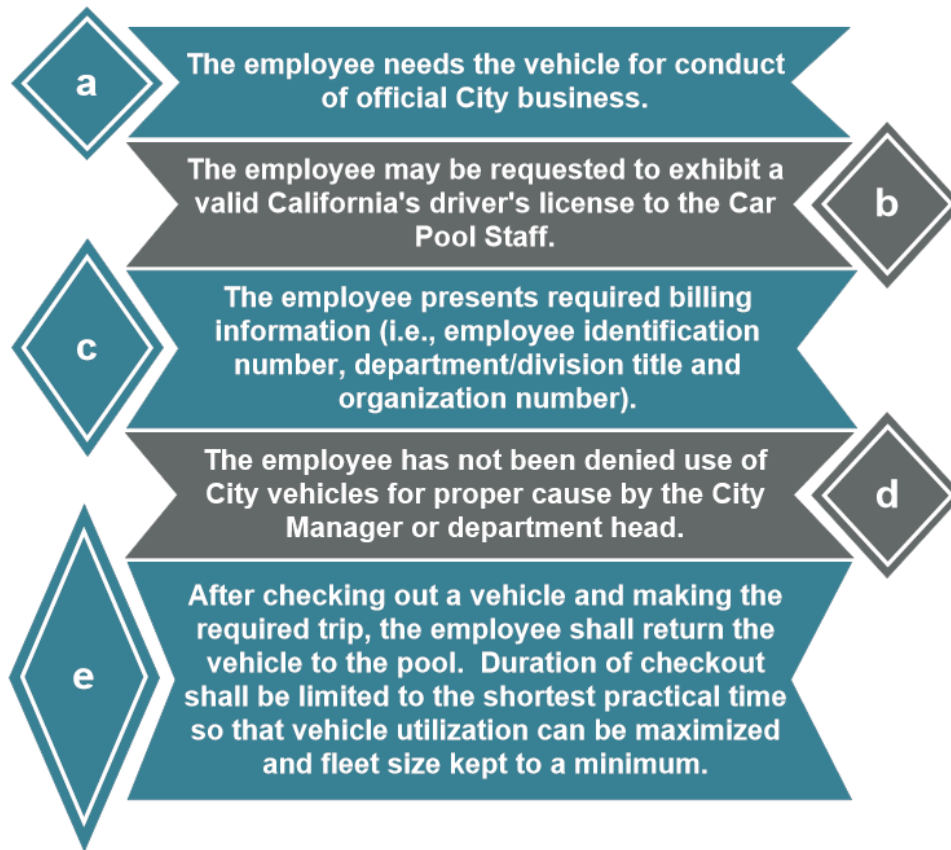 a
The employee needs the vehicle for conduct
of official City business.
The employee may be requested to exhibit a
valid California's driver's license to the Car
Pool Staff.
b
c
The employee presents required billing
information (i.e., employee identification
number, department/division title and
organization number).
The employee has not been denied use of
City vehicles for proper cause by the City
Manager or department head.
d
e
After checking out a vehicle and making the
required trip, the employee shall return the
vehicle to the pool.  Duration of checkout
shall be limited to the shortest practical time
so that vehicle utilization can be maximized
and fleet size kept to a minimum.